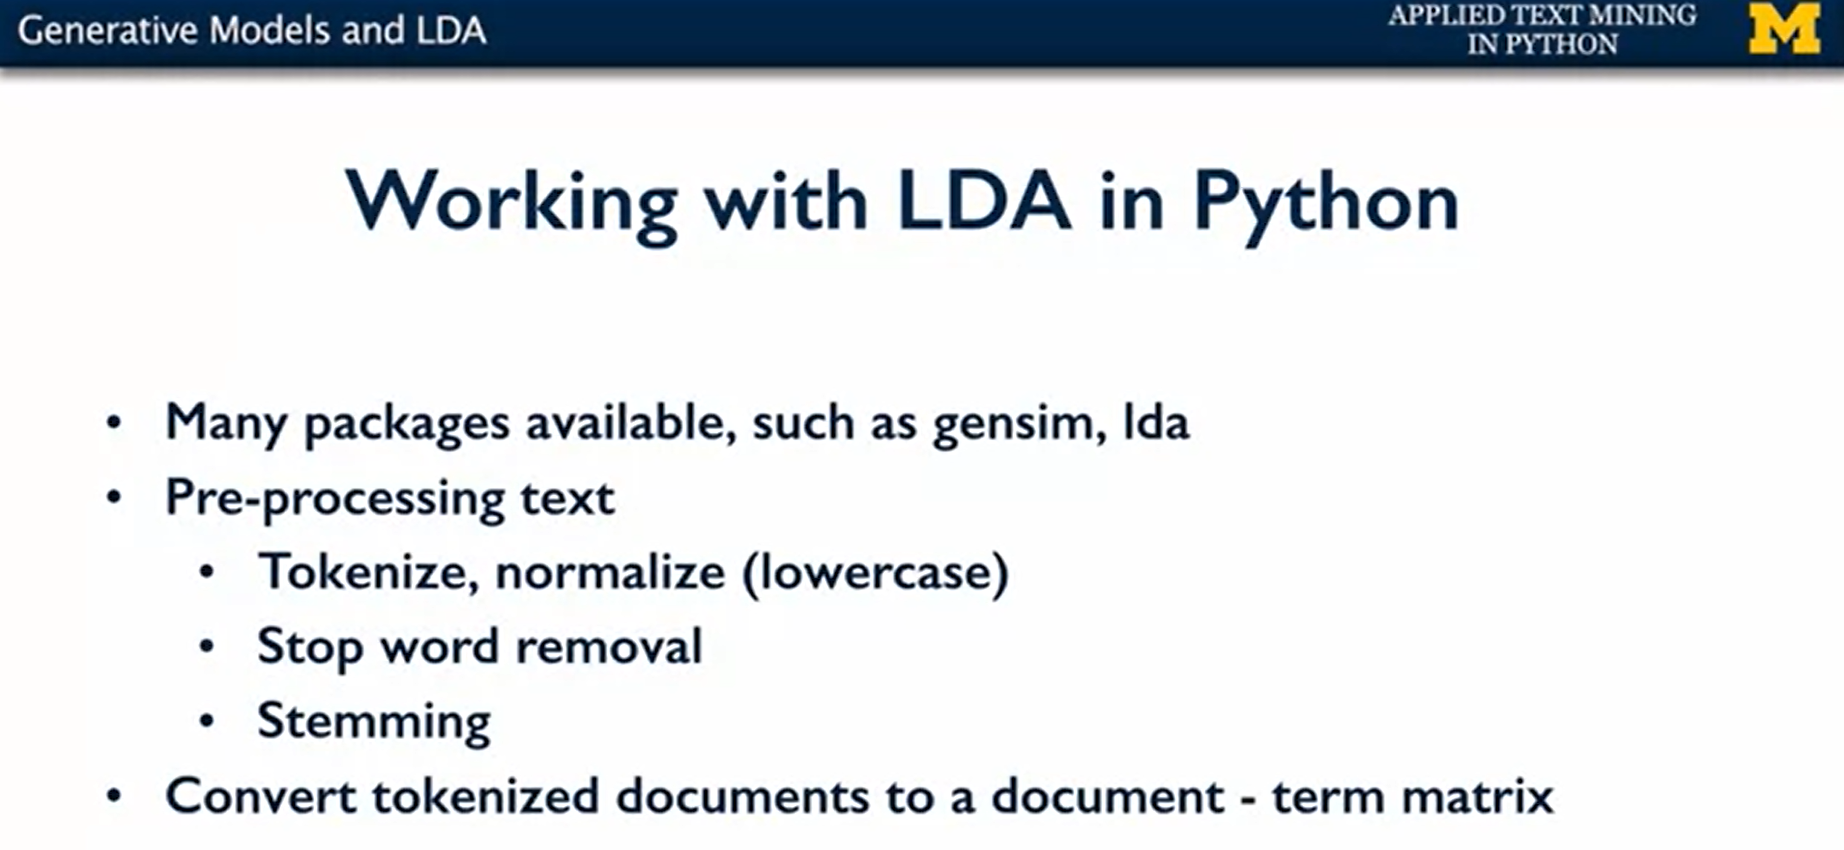 Generative Models and LDA
APPLIED TEXT MINING
IN PYTHON
M
Working with LDA in Python
• Many packages available, such as gensim, lda
• Pre-processing text
• Tokenize, normalize (lowercase)
• Stop word removal
• Stemming
• Convert tokenized documents to a document - term matrix